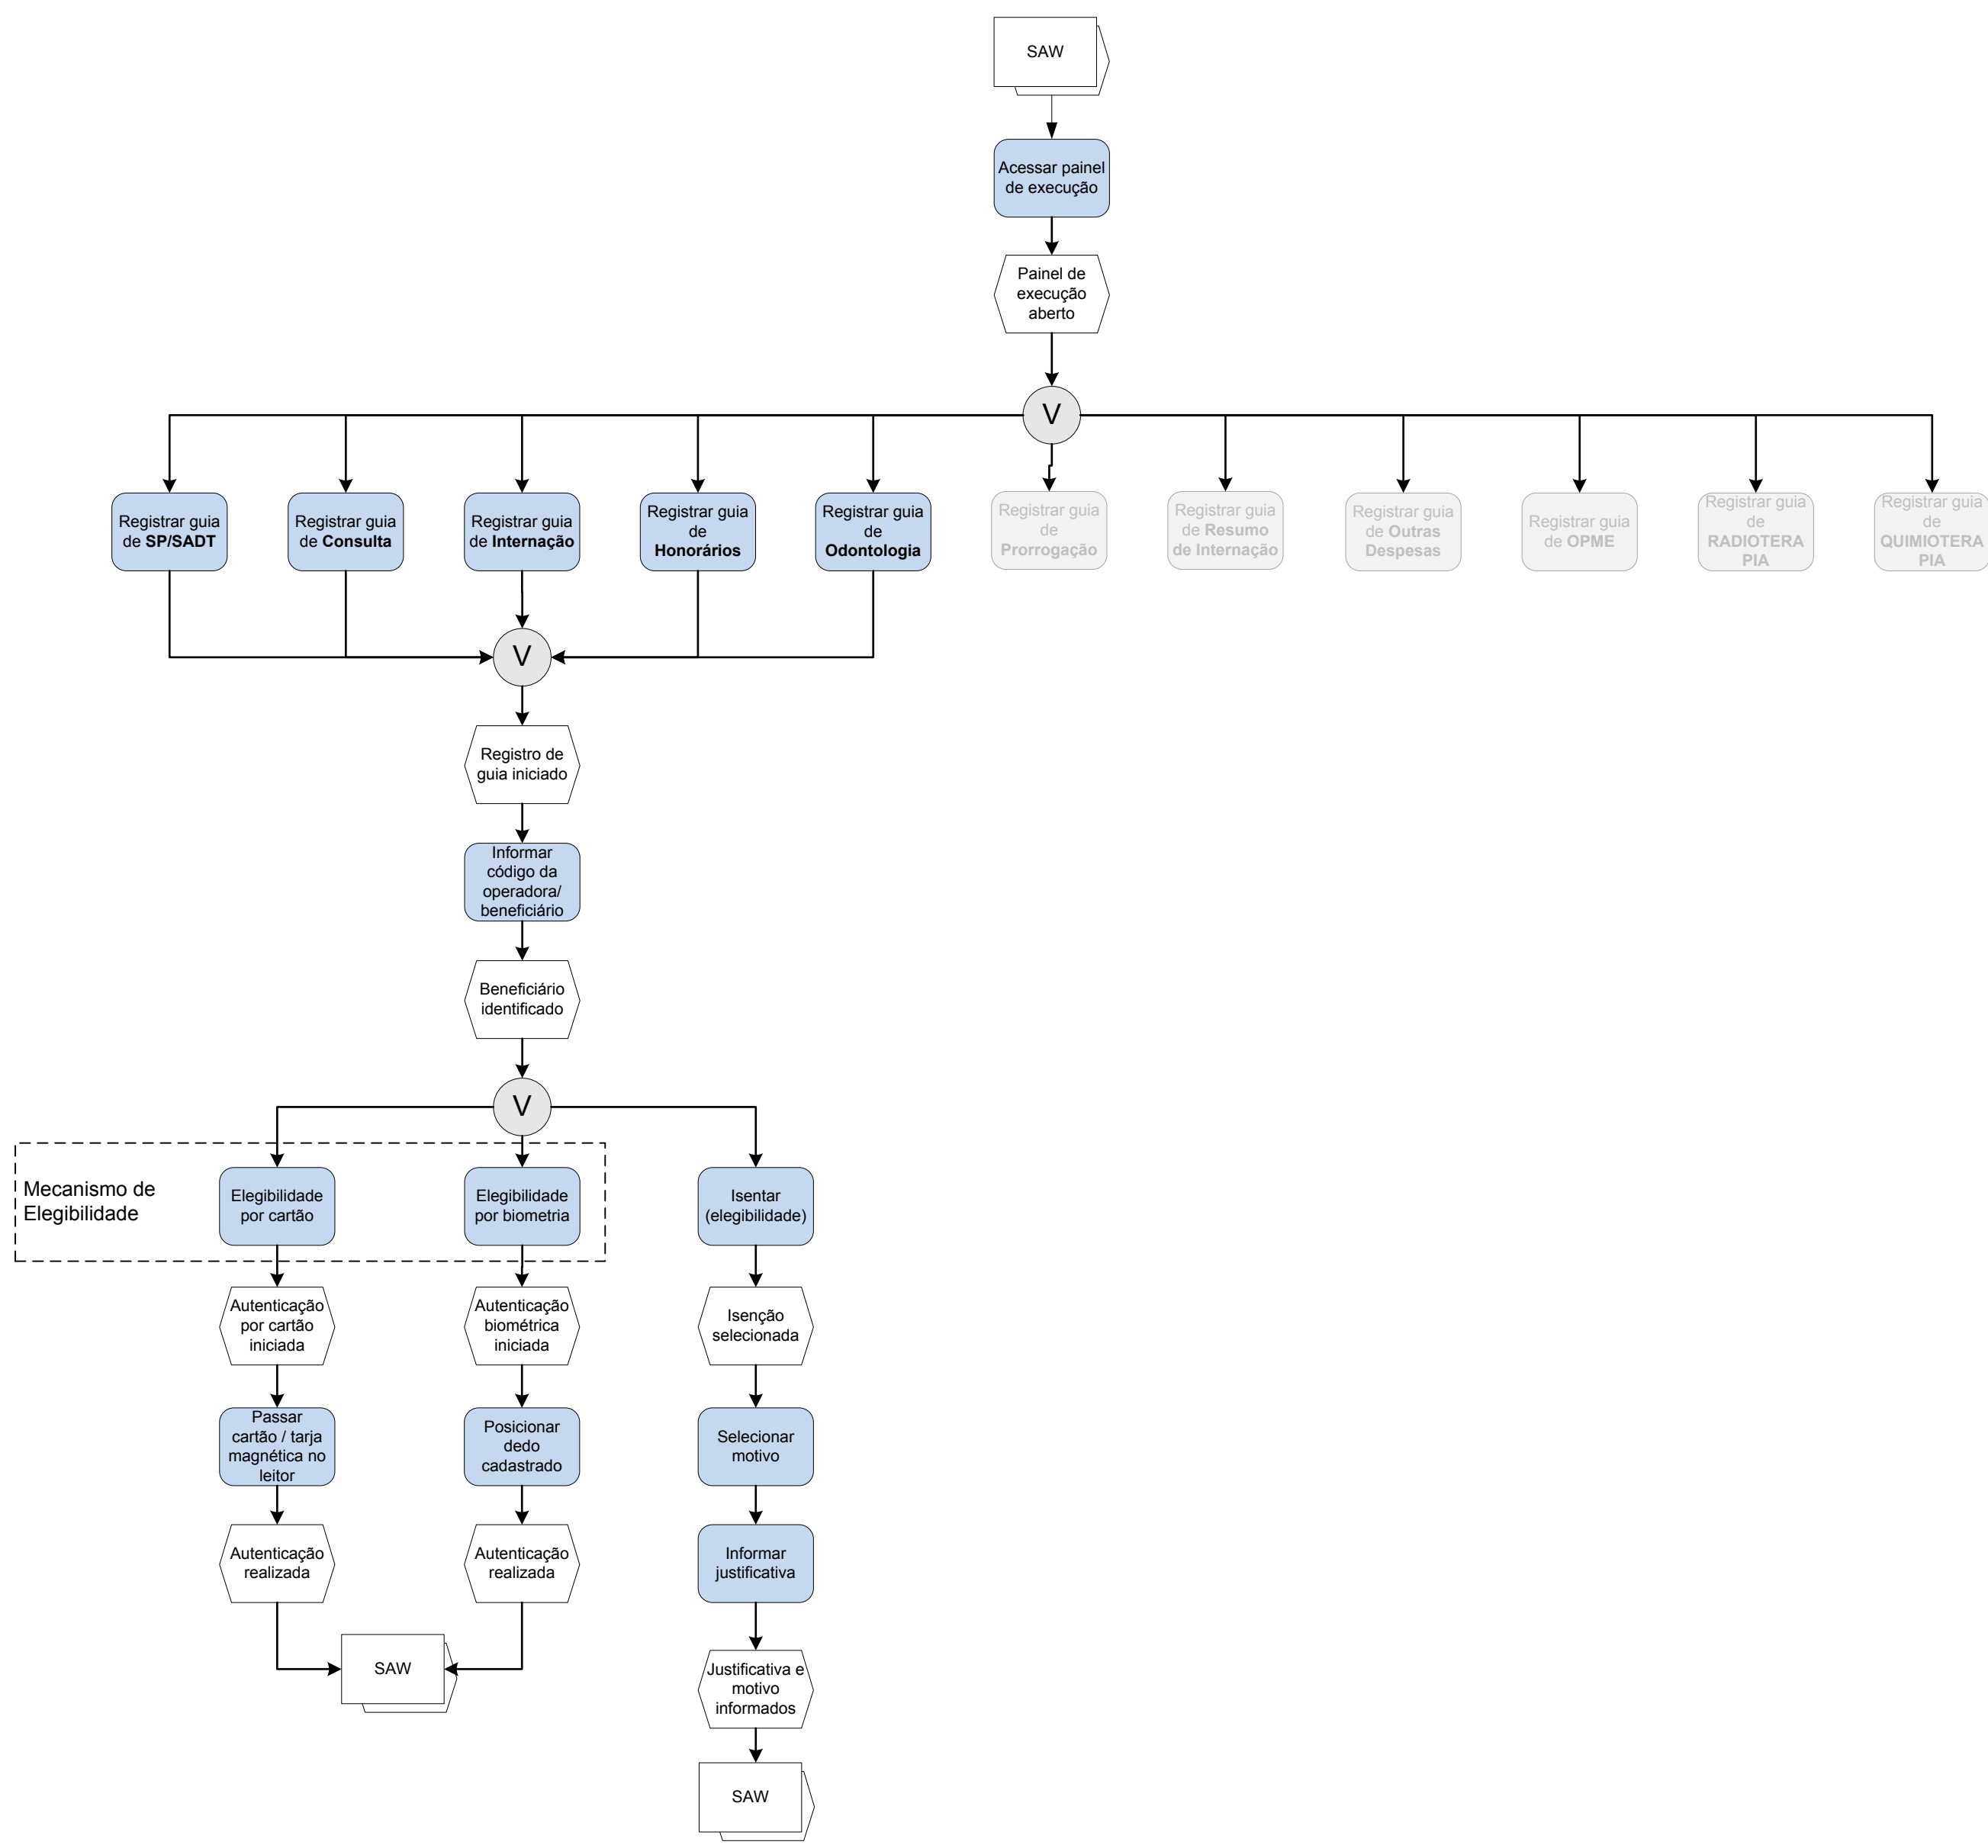 SAW
Acessar painel
de execução
Painel de
execução
aberto
V
Registrar guia
de SP/SADT
Registrar guia
de Consulta
Registrar guia
de Internação
Registrar guia
de
Honorários
Registrar guia
de
Odontologia
Registrar guia
de
Prorrogação
Registrar guia
de Resumo
de Internação
Registrar guia
de Outras
Despesas
Registrar guia
de OPME
Registrar guia
de
RADIOTERA
PIA
Registrar guia
de
QUIMIOTERA
PIA
V
Registro de
guia iniciado
Informar
código da
operadora/
beneficiário
Beneficiário
identificado
V
Mecanismo de
Elegibilidade
Elegibilidade
por cartão
Elegibilidade
por biometria
Isentar
(elegibilidade)
Autenticação
por cartão
iniciada
Autenticação
biométrica
iniciada
Isenção
selecionada
Passar
cartão / tarja
magnética no
leitor
Posicionar
dedo
cadastrado
Selecionar
motivo
Autenticação
realizada
Autenticação
realizada
Informar
justificativa
SAW
Justificativa e
motivo
informados
SAW